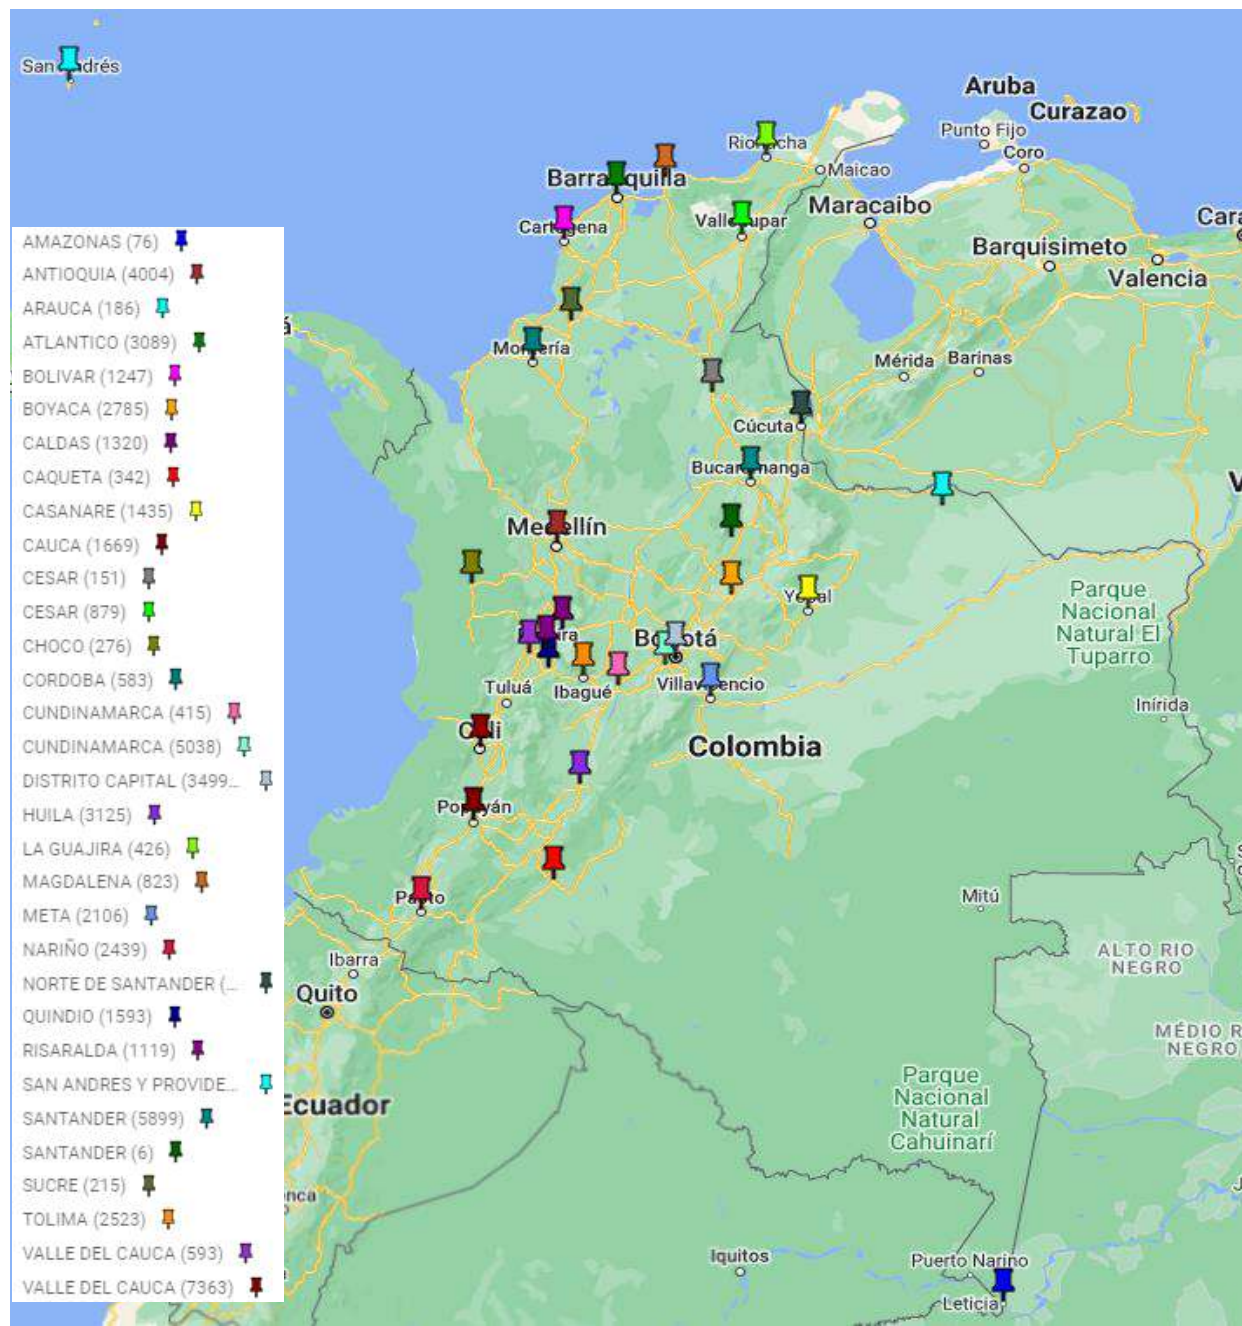 San Andrés
Aruba
Curazao
Punto Fijo
Coro
Riohacha
Maicao
Barranquilla
Maracaibo
Cartagena
Valledupar
Cara
Barquisimeto
Valencia
AMAZONAS (76)
ANTIOQUIA (4004)
ARAUCA (186)
ATLANTICO (3089)
BOLIVAR (1247)
BOYACA (2785)
CALDAS (1320)
CAQUETA (342)
CASANARE (1435)
CAUCA (1669)
CESAR (151)
CESAR (879)
CHOCO (276)
CORDOBA (583)
CUNDINAMARCA (415)
CUNDINAMARCA (5038)
DISTRITO CAPITAL (3499...
HUILA (3125)
LA GUAJIRA (426)
MAGDALENA (823)
META (2106)
NARIÑO (2439)
NORTE DE SANTANDER (...
QUINDIO (1593)
RISARALDA (1119)
SAN ANDRES Y PROVIDE...
SANTANDER (5899)
SANTANDER (6)
SUCRE (215)
TOLIMA (2523)
VALLE DEL CAUCA (593)
VALLE DEL CAUCA (7363)
á
Montería
Mérida
Barinas
Cúcuta
Bucaramanga
V
Medellín
Yopal
Parque
Nacional
Natural El
Tuparro
Bogotá
Tuluá
Ibagué
Villavicencio
Inírida
Cali
Colombia
Popayán
Pasto
Mitú
ALTO RIO
NEGRO
Ibarra
Quito
MÉDIO R
NEGRO
Parque
Nacional
Natural
Cahuinarí
Ecuador
enca
Iquitos
Puerto Narino
Leticia